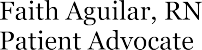 Faith Aguilar, RN
Patient Advocate